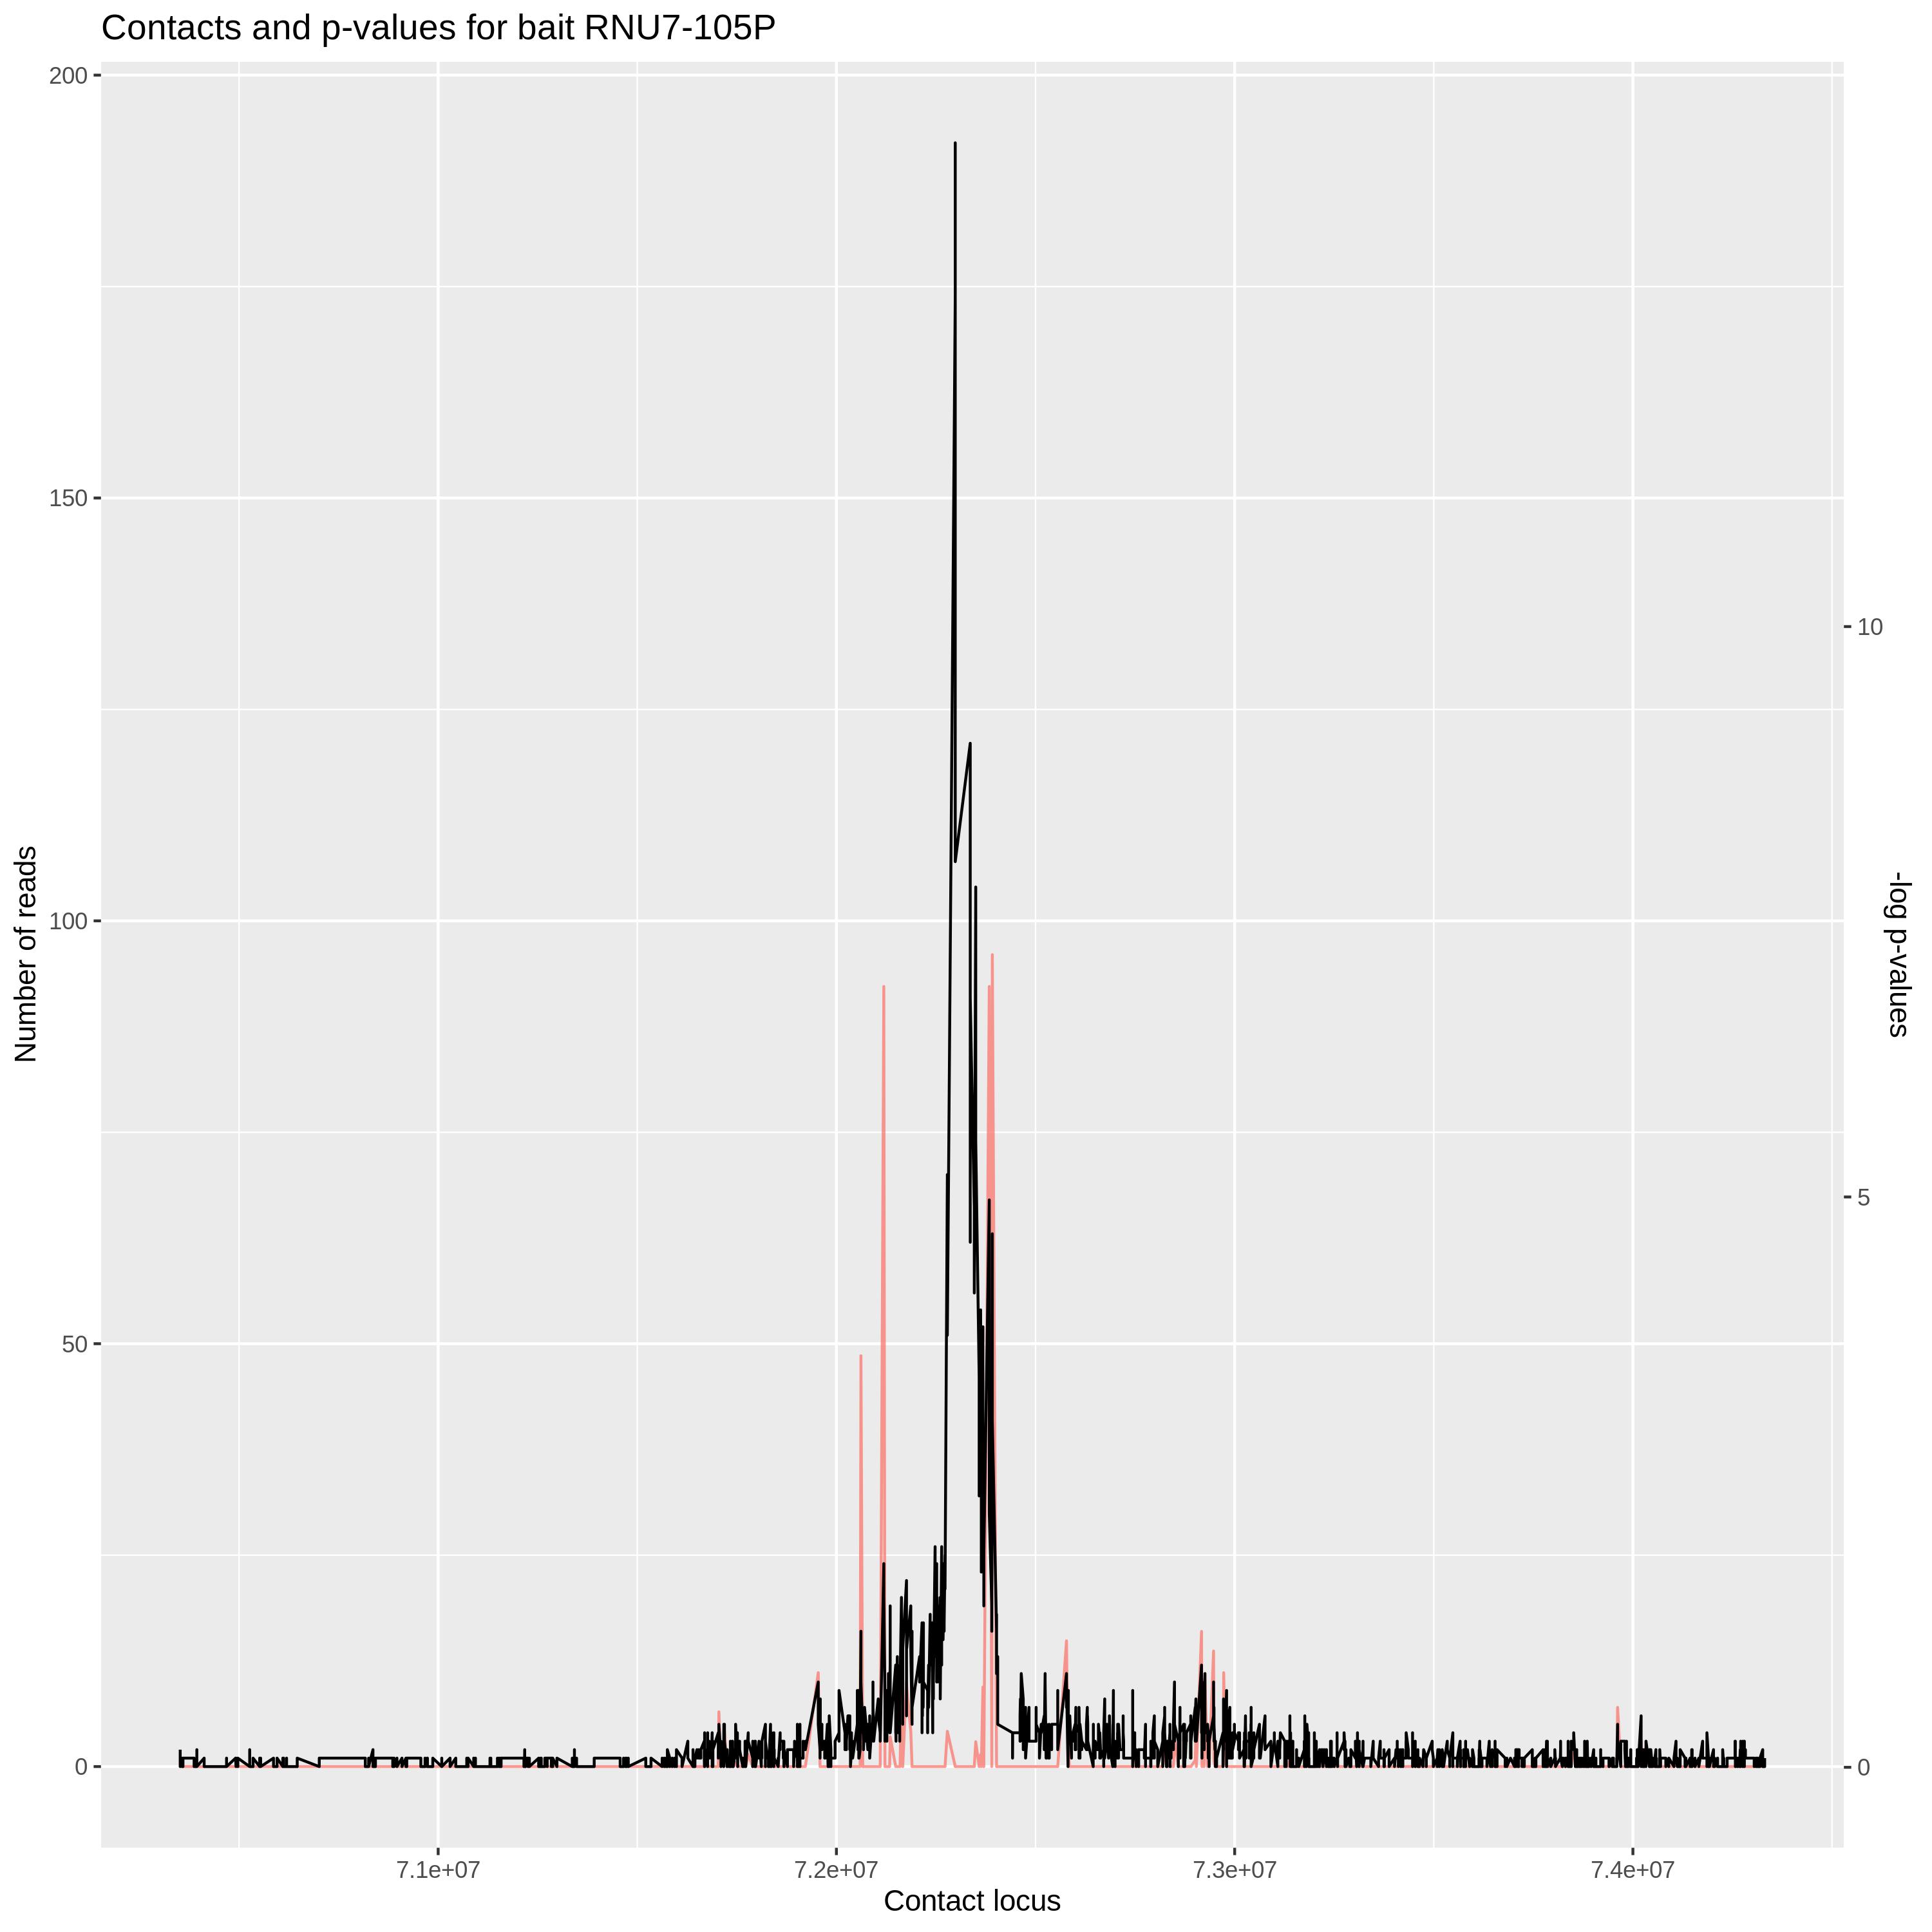 Contacts and p-values for bait RNU7-105P
200
150
100
50
0
Number of reads
10
5
0
-log p-values
7.1e+07
7.2e+07
7.3e+07
7.4e+07
Contact locus